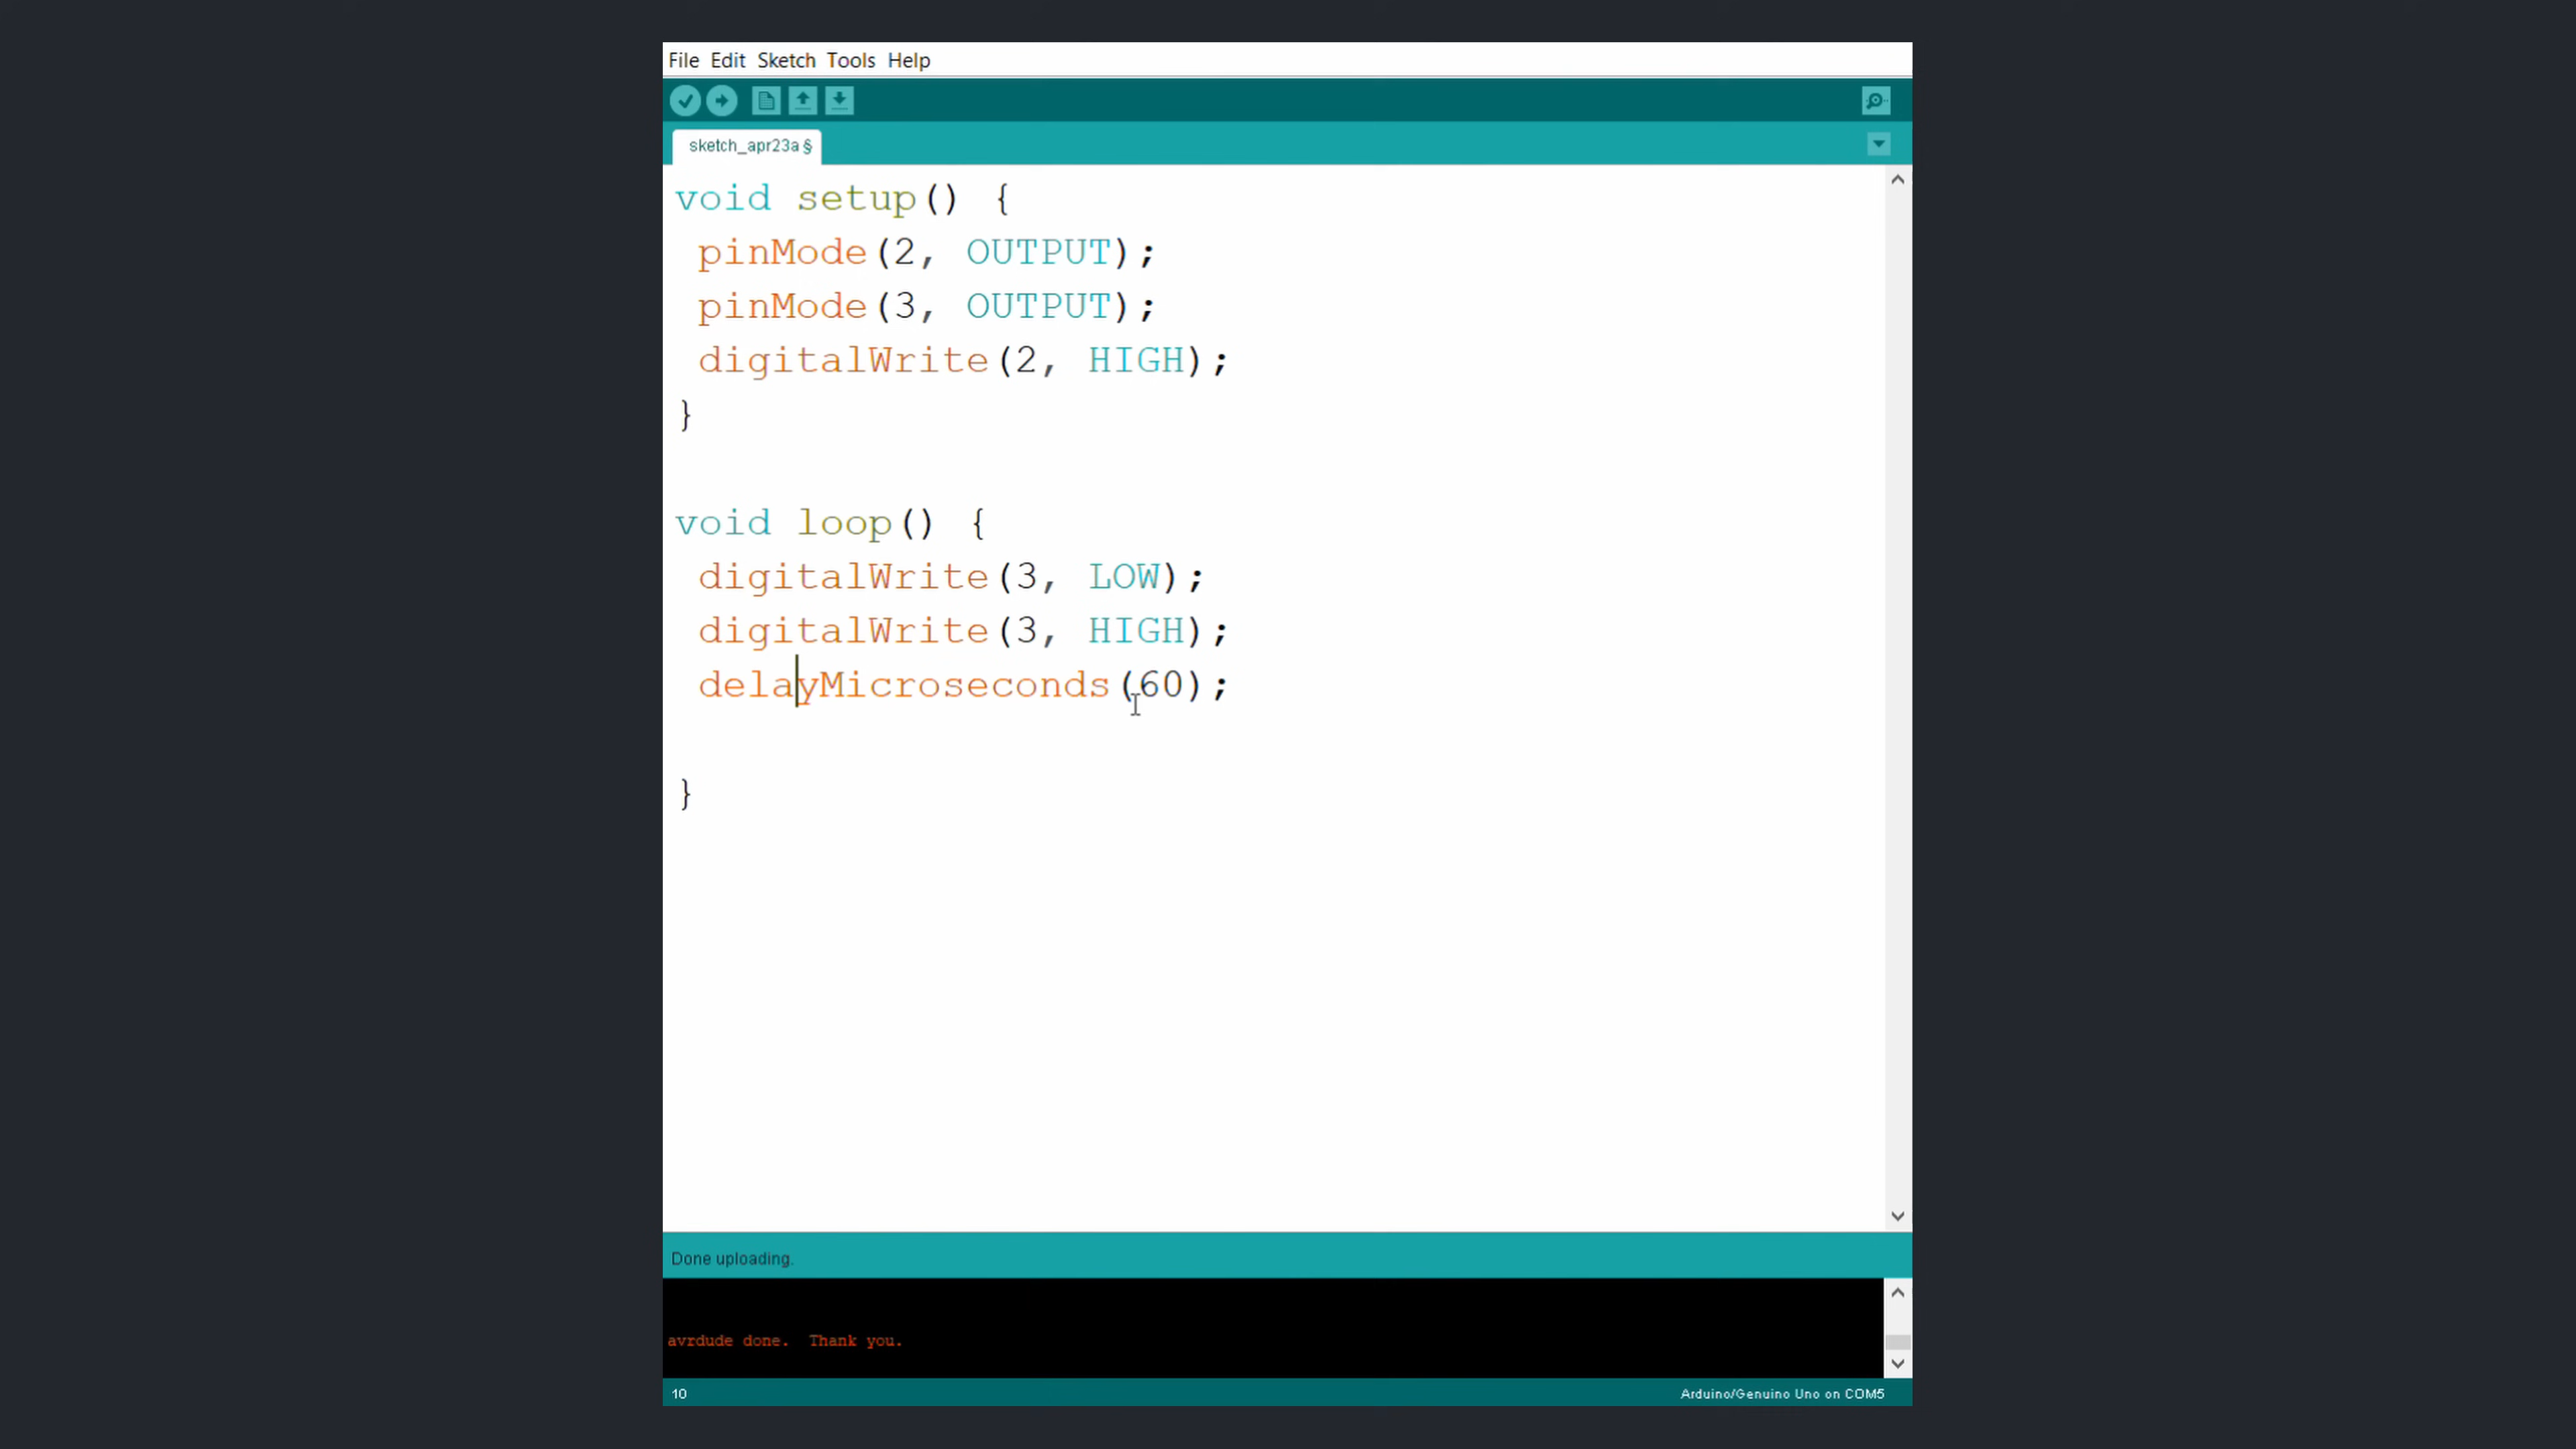 File Edit Sketch Tools Help
sketch_apr23a §
void setup() {
 pinMode(2, OUTPUT);
 pinMode(3, OUTPUT);
 digitalWrite(2, HIGH);
}
void loop() {
 digitalWrite(3, LOW);
 digitalWrite(3, HIGH);
 delayMicroseconds(60);
}
Done uploading.
avrdude done.  Thank you.
10 Arduino/Genuino Uno on COM5